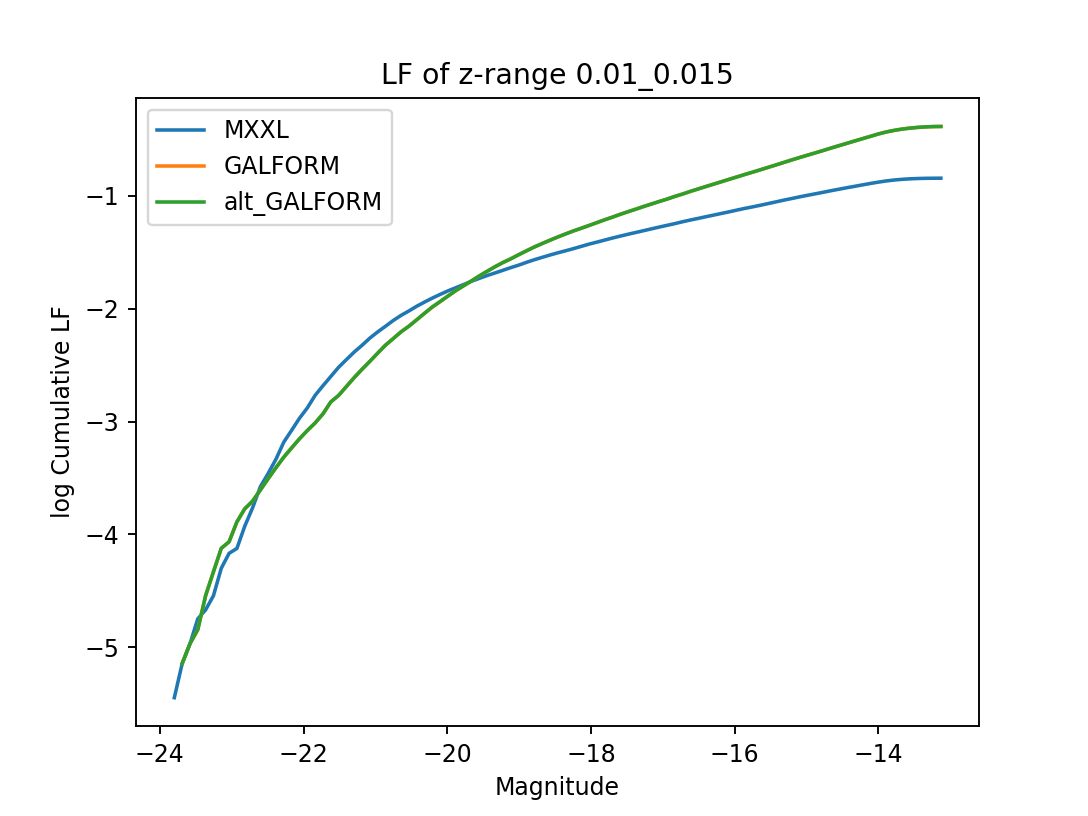 LF of z-range 0.01_0.015
MXXL
GALFORM
alt_GALFORM
−1
−2
−3
−4
−5
log Cumulative LF
−24 −22 −20 −18 −16 −14
Magnitude